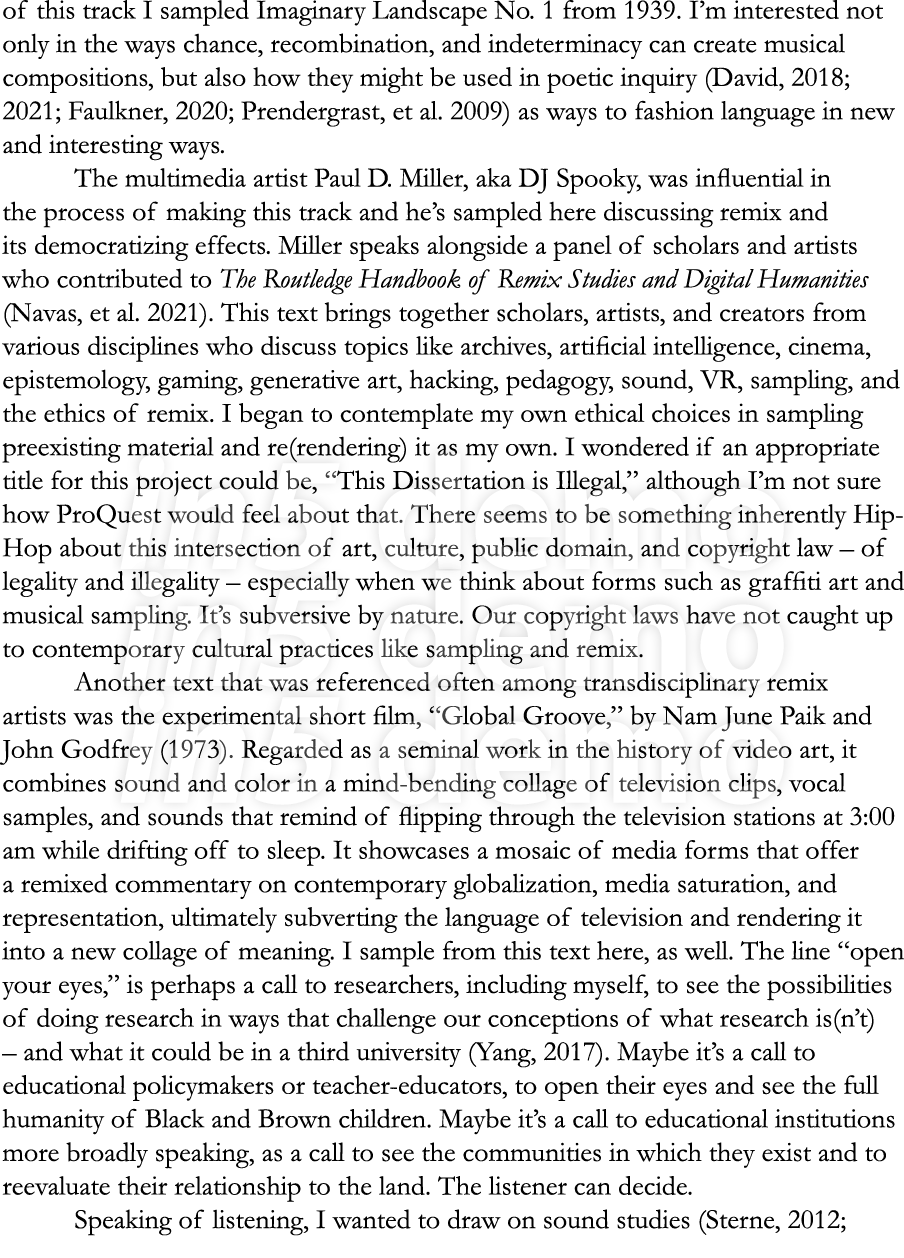 of this track I sampled Imaginary Landscape No. 1 from 1939. I’m interested not
only in the ways chance, recombination, and indeterminacy can create musical
compositions, but also how they might be used in poetic inquiry (David, 2018;
2021; Faulkner, 2020; Prendergrast, et al. 2009) as ways to fashion language in new
and interesting ways.
The multimedia artist Paul D. Miller, aka DJ Spooky, was influential in
the process of making this track and he’s sampled here discussing remix and
its democratizing effects. Miller speaks alongside a panel of scholars and artists
who contributed to The Routledge Handbook of Remix Studies and Digital Humanities
(Navas, et al. 2021). This text brings together scholars, artists, and creators from
various disciplines who discuss topics like archives, artificial intelligence, cinema,
epistemology, gaming, generative art, hacking, pedagogy, sound, VR, sampling, and
the ethics of remix. I began to contemplate my own ethical choices in sampling
preexisting material and re(rendering) it as my own. I wondered if an appropriate
title for this project could be, “This Dissertation is Illegal,” although I’m not sure
how ProQuest would feel about that. There seems to be something inherently Hip-
Hop about this intersection of art, culture, public domain, and copyright law – of
legality and illegality – especially when we think about forms such as graffiti art and
musical sampling. It’s subversive by nature. Our copyright laws have not caught up
to contemporary cultural practices like sampling and remix.
Another text that was referenced often among transdisciplinary remix
artists was the experimental short film, “Global Groove,” by Nam June Paik and
John Godfrey (1973). Regarded as a seminal work in the history of video art, it
combines sound and color in a mind-bending collage of television clips, vocal
samples, and sounds that remind of flipping through the television stations at 3:00
am while drifting off to sleep. It showcases a mosaic of media forms that offer
a remixed commentary on contemporary globalization, media saturation, and
representation, ultimately subverting the language of television and rendering it
into a new collage of meaning. I sample from this text here, as well. The line “open
your eyes,” is perhaps a call to researchers, including myself, to see the possibilities
of doing research in ways that challenge our conceptions of what research is(n’t)
– and what it could be in a third university (Yang, 2017). Maybe it’s a call to
educational policymakers or teacher-educators, to open their eyes and see the full
humanity of Black and Brown children. Maybe it’s a call to educational institutions
more broadly speaking, as a call to see the communities in which they exist and to
reevaluate their relationship to the land. The listener can decide.
Speaking of listening, I wanted to draw on sound studies (Sterne, 2012;
in5 demo
in5 demo
in5 demo